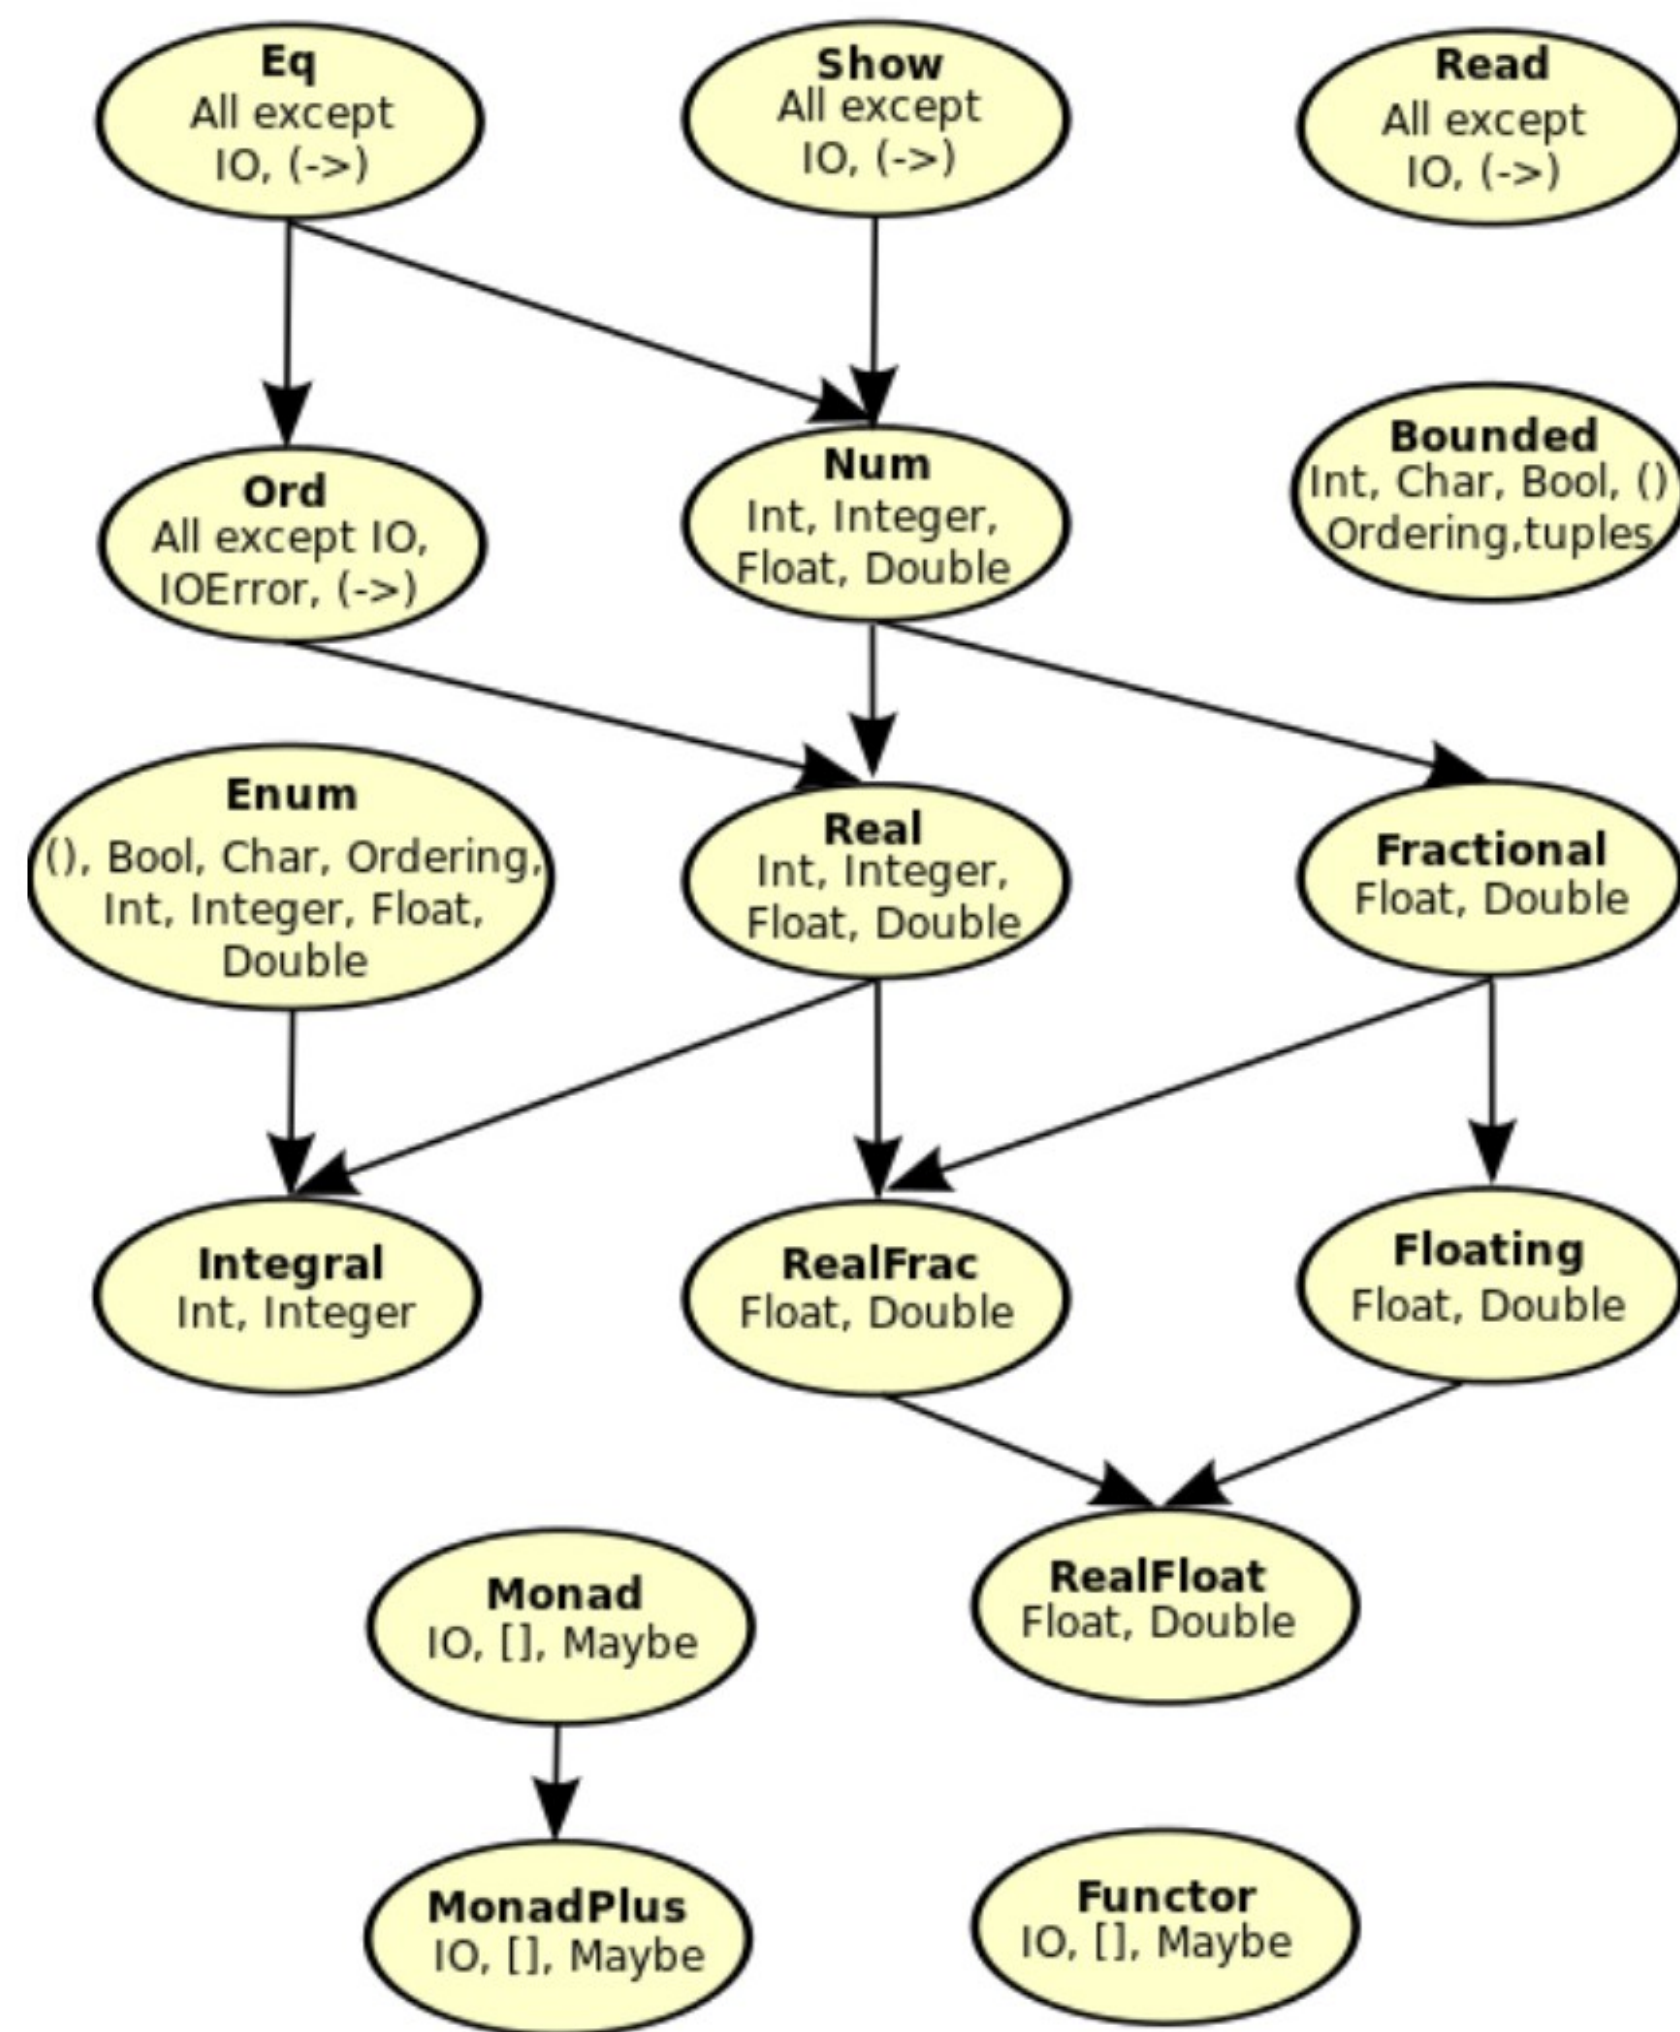 Eq
All except
IO, (->)
Show
All except
IO, (->)
Read
All except
IO, (->)
Ord
All except IO,
IOError, (->)
Num
Int, Integer,
Float, Double
Bounded
Int, Char, Bool, ()
Ordering,tuples
Enum
(), Bool, Char, Ordering,
Int, Integer, Float,
Double
Real
Int, Integer,
Float, Double
Fractional
Float, Double
Integral
Int, Integer
RealFrac
Float, Double
Floating
Float, Double
Monad
IO, [], Maybe
RealFloat
Float, Double
MonadPlus
IO, [], Maybe
Functor
IO, [], Maybe